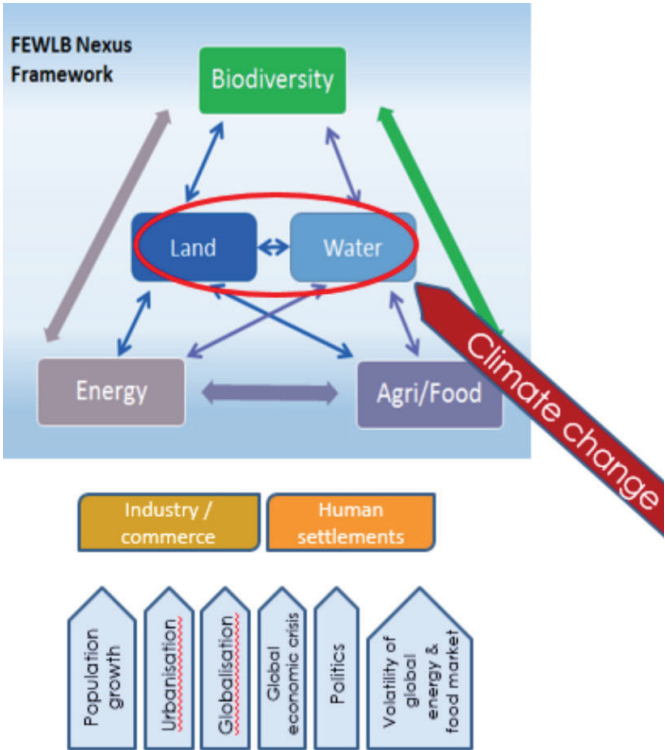 FEWLB Nexus
Framework
Biodiversity
Land
Water
Energy
Agri/Food
Climate change
Industry /
commerce
Human
settlements
Population
growth
Urbanisation
Globalisation
Global
economic crisis
Politics
Volatility of
global
energy &
food market